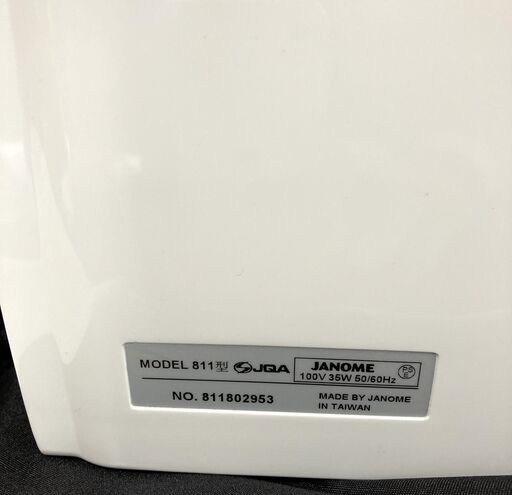 MODEL 811型 JQA JANOME
100V 35W 50/60Hz
NO. 811802953 MADE BY JANOME
IN TAIWAN